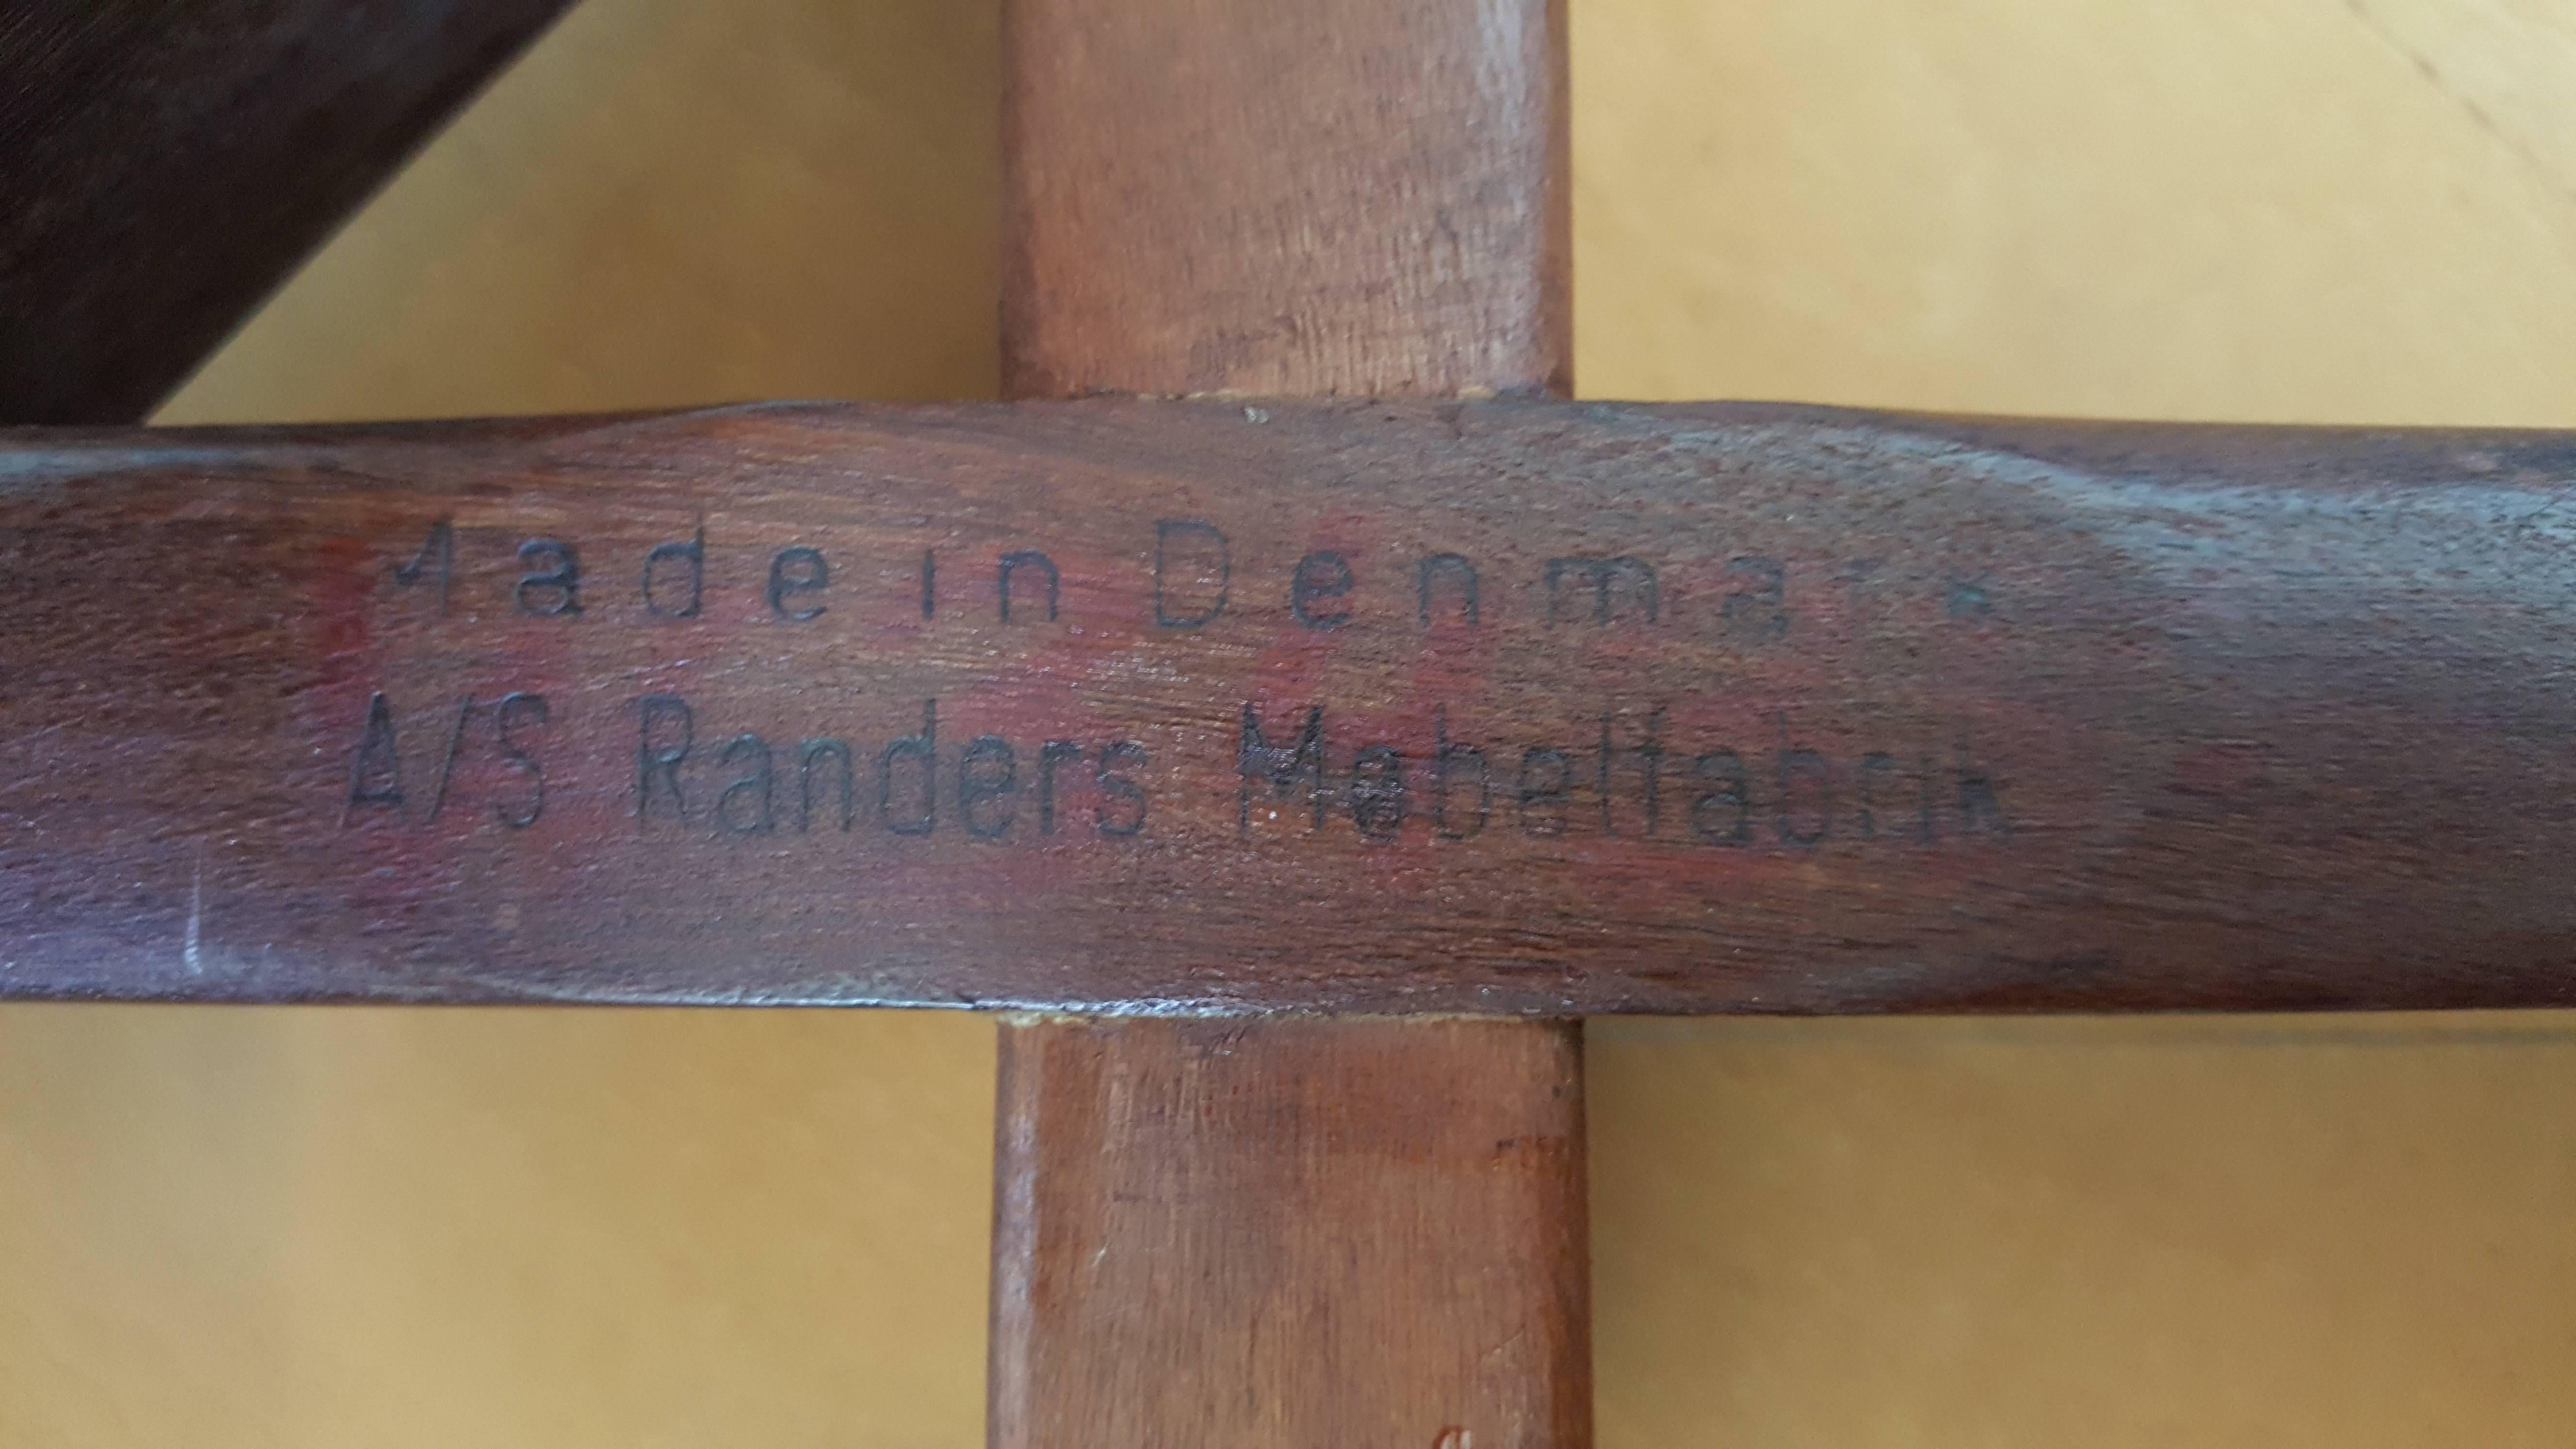 Made in Denmark
A/S Randers Møbelfabrik